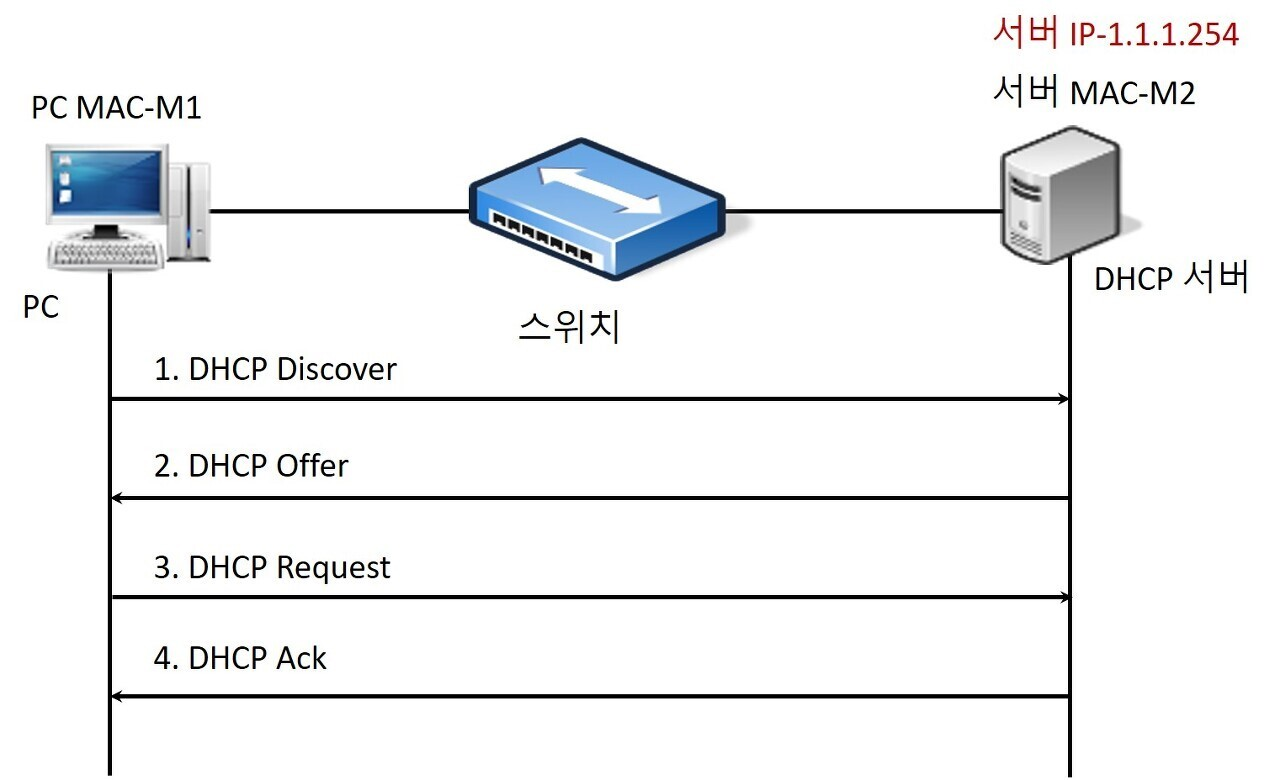 서버 IP-1.1.1.254
서버 MAC-M2
PC MAC-M1
DHCP 서버
PC
스위치
1. DHCP Discover
2. DHCP Offer
3. DHCP Request
4. DHCP Ack